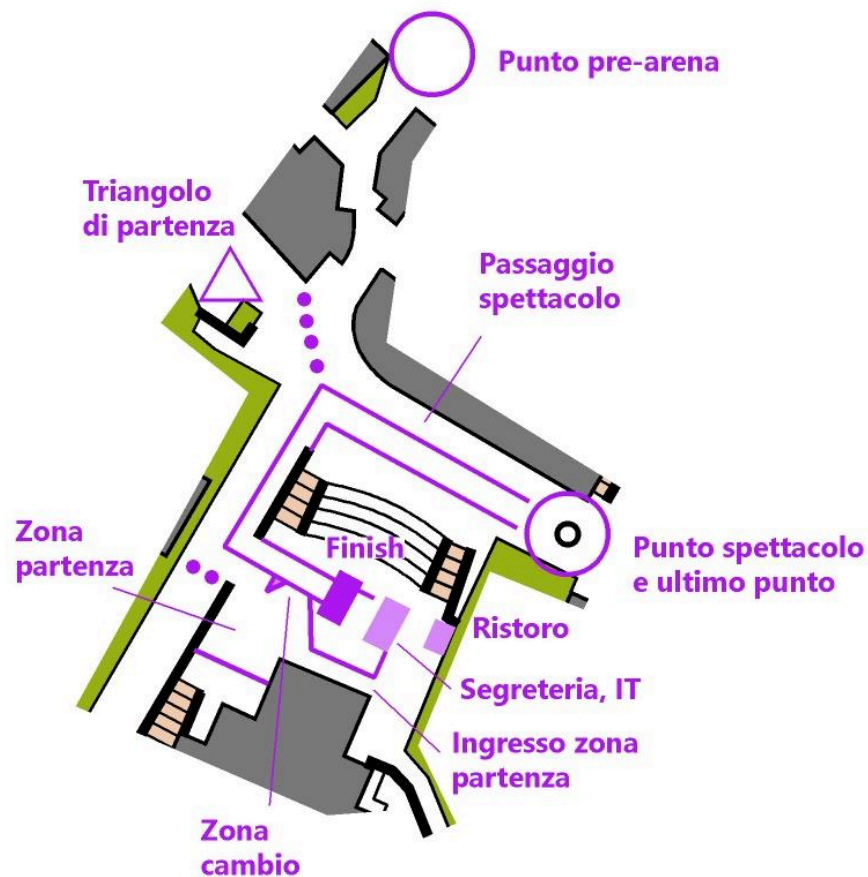 Punto pre-arena
Triangolo
di partenza
Passaggio
spettacolo
Zona
partenza
Finish
Punto spettacolo
e ultimo punto
Ristoro
Segreteria, IT
Ingresso zona
partenza
Zona
cambio